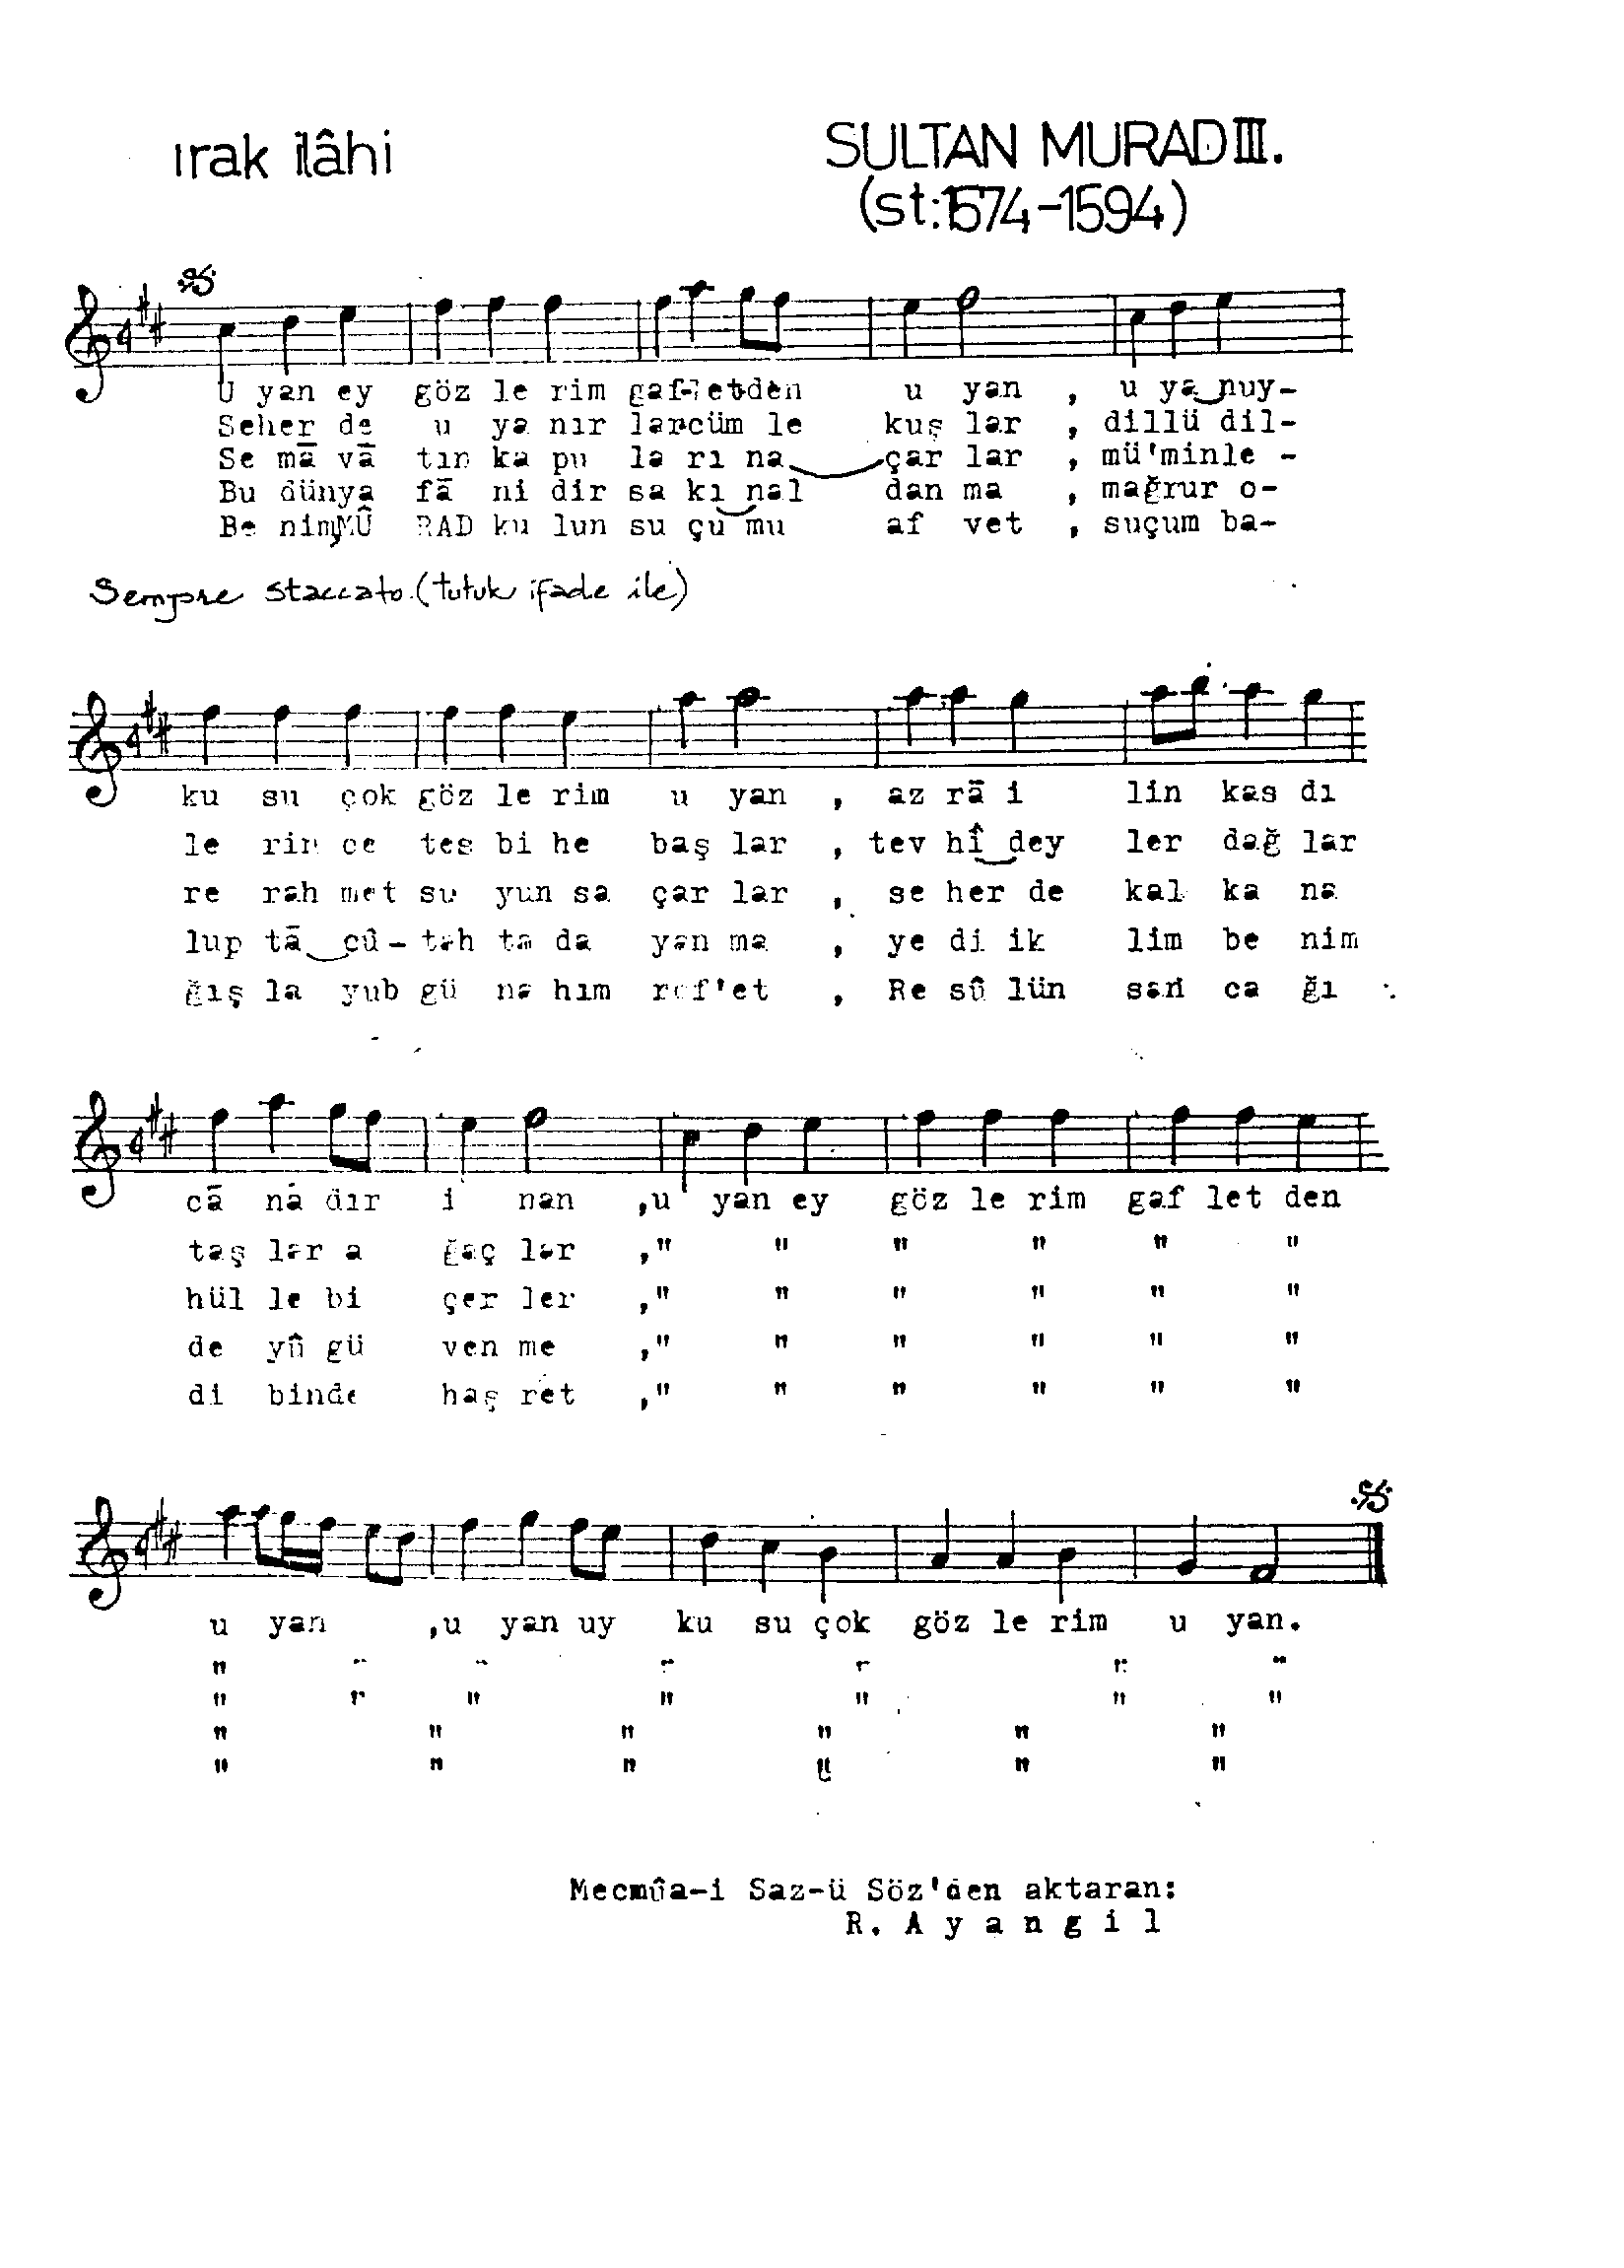 ırak ilâhi
SULTAN MURAD III.
(st:1574-1594)
U yan ey göz le rim gaf-let-den u yan , u ya nuy-
Seher de u ya nır lar cüm le kuş lar , dillü dil-
Se mā vā tın ka pu la rı na çar lar , mü'minle -
Bu dünya fā ni dir sa kı nal dan ma , mağrur o-
Be nim MÛ RAD ku lun su çu mu af vet , suçum ba-
Sempre staccato (tutuk ifade ile)
ku su çok göz le rim u yan , az rā i lin kas dı
le rin ce tes bi he baş lar , tev hî dey ler dağ lar
re rah met su yun sa çar lar , se her de kal ka na
lup tā cû- tah ta da yan ma , ye di ik lim be nim
ğış la yub gü na hım ref'et , Re sû lün san ca ğı
cā na dır i nan ,u yan ey göz le rim gaf let den
taş lar a ğaç lar ," " " " " "
hül le bi çer ler ," " " " " "
de yû gü ven me ," " " " " "
di binde haş ret ," " " " " "
u yan ,u yan uy ku su çok göz le rim u yan.
" " " " " " "
" " " " " " "
" " " " " "
" " " " " "
Mecmûa-i Saz-ü Söz'den aktaran:
R. A y a n g i l